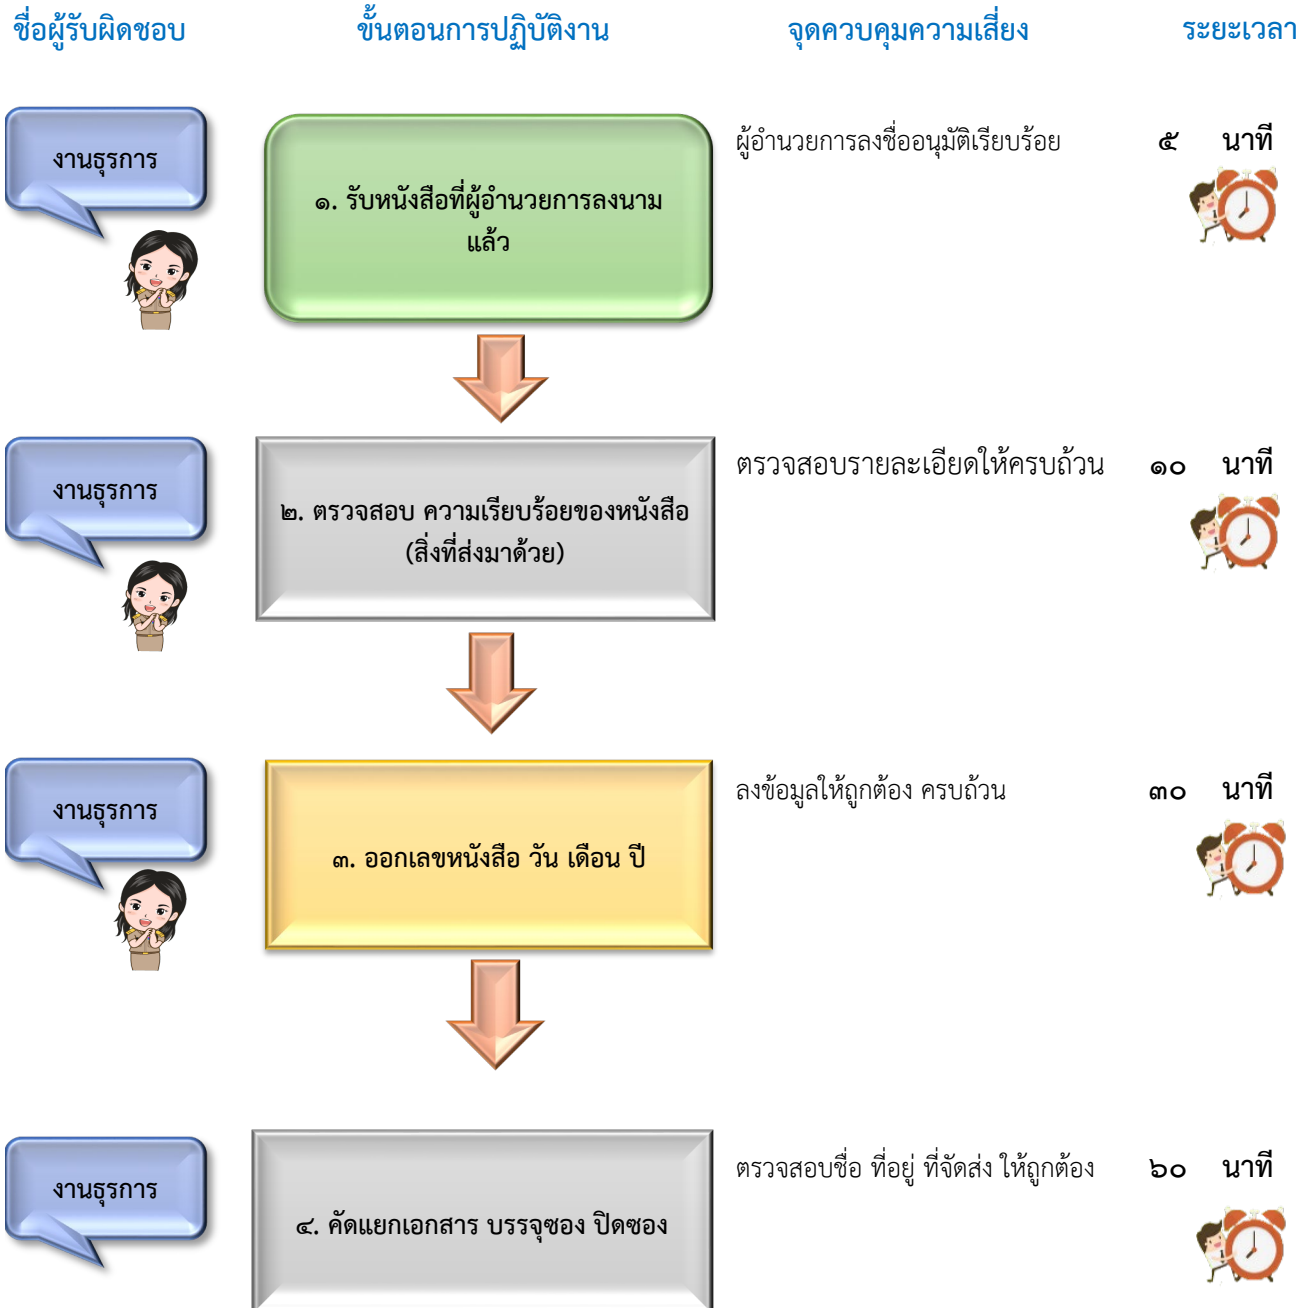 ชื่อผู้รับผิดชอบ ขั้นตอนการปฏิบัติงาน จุดควบคุมความเสี่ยง ระยะเวลา
งานธุรการ
๑. รับหนังสือที่ผู้อำนวยการลงนาม
แล้ว
ผู้อำนวยการลงชื่ออนุมัติเรียบร้อย
๕ นาที
งานธุรการ
๒. ตรวจสอบ ความเรียบร้อยของหนังสือ
(สิ่งที่ส่งมาด้วย)
ตรวจสอบรายละเอียดให้ครบถ้วน
๑๐ นาที
งานธุรการ
๓. ออกเลขหนังสือ วัน เดือน ปี
ลงข้อมูลให้ถูกต้อง ครบถ้วน
๓๐ นาที
งานธุรการ
๔. คัดแยกเอกสาร บรรจุซอง ปิดซอง
ตรวจสอบชื่อ ที่อยู่ ที่จัดส่ง ให้ถูกต้อง
๖๐ นาที